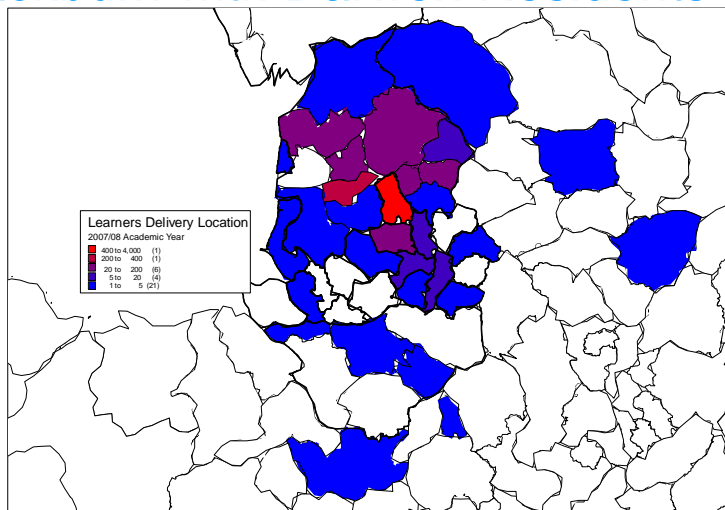 Learners Delivery Location
2007/08 Academic Year
400 to 4,000 (1)
200 to 400 (1)
20 to 200 (6)
5 to 20 (4)
1 to 5 (21)